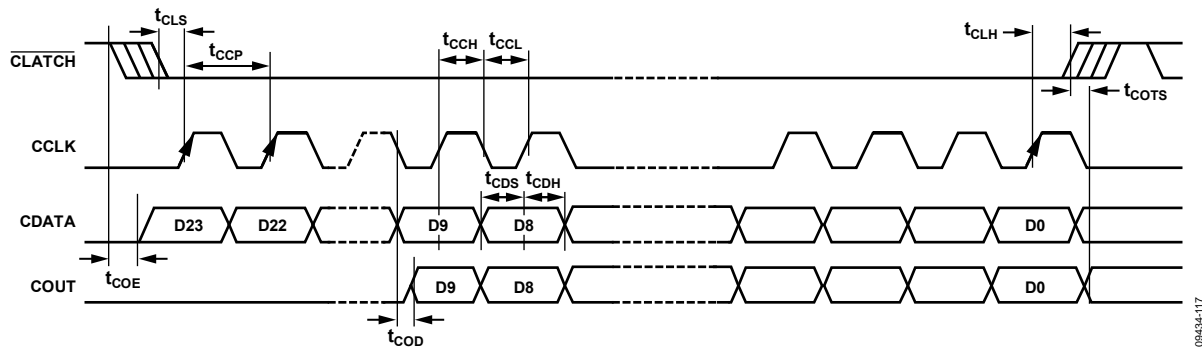 tCLS
tCCP
tCCH
tCCL
tCLH
CLATCH
tCOTS
CCLK
tCDS
tCDH
CDATA
D23
D22
D9
D8
D0
tCOE
COUT
D9
D8
D0
tCOD
09434-117